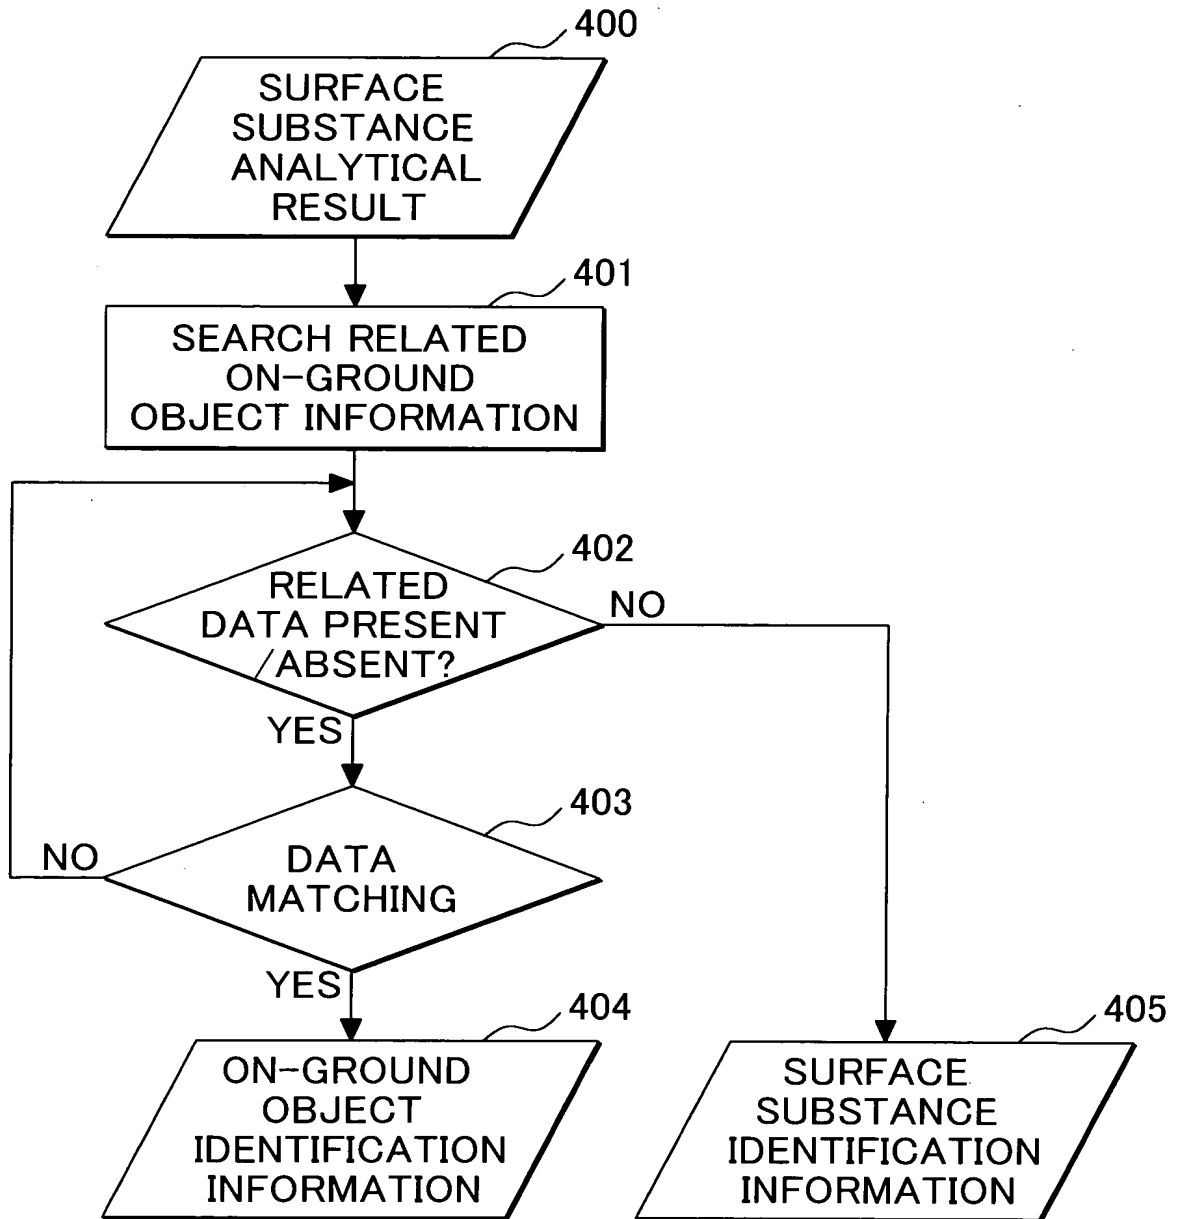 400
SURFACE
SUBSTANCE
ANALYTICAL
RESULT
401
SEARCH RELATED
ON-GROUND
OBJECT INFORMATION
402
RELATED
DATA PRESENT
/ABSENT?
NO
YES
403
DATA
MATCHING
NO
YES
404
ON-GROUND
OBJECT
IDENTIFICATION
INFORMATION
405
SURFACE
SUBSTANCE
IDENTIFICATION
INFORMATION